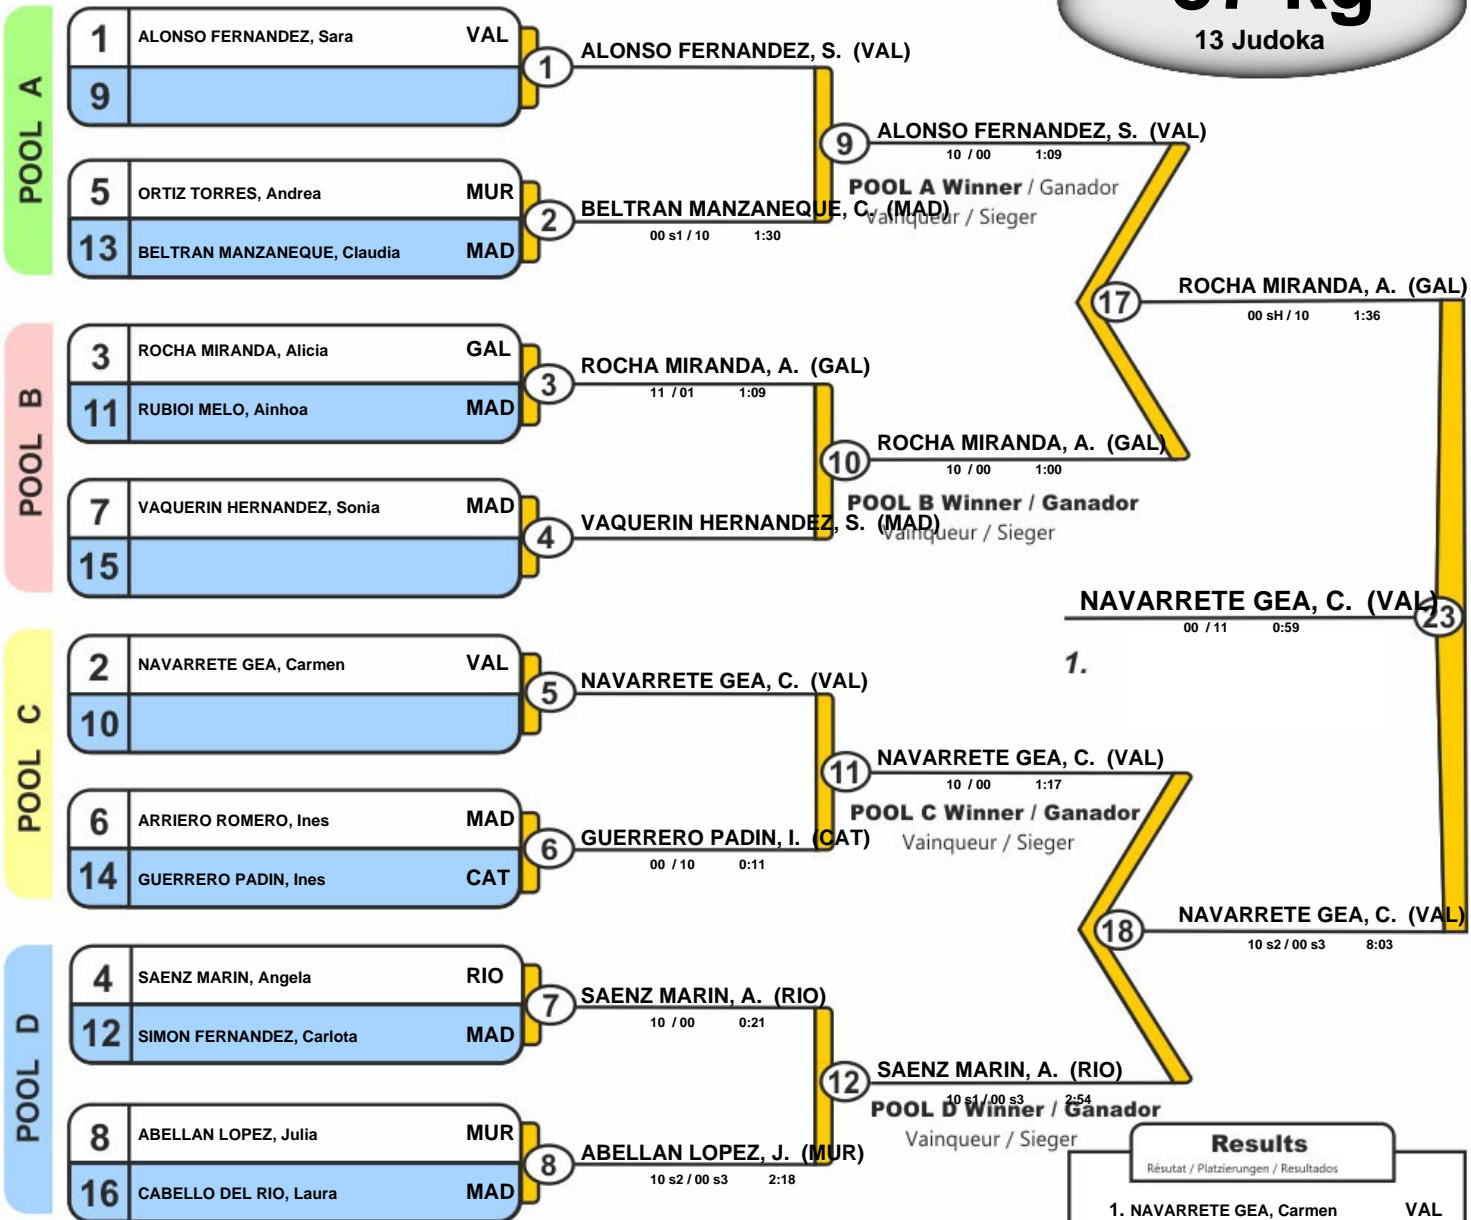 13 Judoka
POOL A
1 ALONSO FERNANDEZ, Sara VAL
9
5 ORTIZ TORRES, Andrea MUR
13 BELTRAN MANZANEQUE, Claudia MAD
POOL B
3 ROCHA MIRANDA, Alicia GAL
11 RUBIOI MELO, Ainhoa MAD
7 VAQUERIN HERNANDEZ, Sonia MAD
15
POOL C
2 NAVARRETE GEA, Carmen VAL
10
6 ARRIERO ROMERO, Ines MAD
14 GUERRERO PADIN, Ines CAT
POOL D
4 SAENZ MARIN, Angela RIO
12 SIMON FERNANDEZ, Carlota MAD
8 ABELLAN LOPEZ, Julia MUR
16 CABELLO DEL RIO, Laura MAD
1 ALONSO FERNANDEZ, S. (VAL)
2 BELTRAN MANZANEQUE, C. (MAD)
00 s1 / 10 1:30
3 ROCHA MIRANDA, A. (GAL)
11 / 01 1:09
4 VAQUERIN HERNANDEZ, S. (MAD)
5 NAVARRETE GEA, C. (VAL)
6 GUERRERO PADIN, I. (CAT)
00 / 10 0:11
7 SAENZ MARIN, A. (RIO)
10 / 00 0:21
8 ABELLAN LOPEZ, J. (MUR)
10 s2 / 00 s3 2:18
9 ALONSO FERNANDEZ, S. (VAL)
10 / 00 1:09
POOL A Winner / Ganador
Vainqueur / Sieger
10 ROCHA MIRANDA, A. (GAL)
10 / 00 1:00
POOL B Winner / Ganador
Vainqueur / Sieger
11 NAVARRETE GEA, C. (VAL)
10 / 00 1:17
POOL C Winner / Ganador
Vainqueur / Sieger
12 SAENZ MARIN, A. (RIO)
10 s1 / 00 s3 2:54
POOL D Winner / Ganador
Vainqueur / Sieger
17 ROCHA MIRANDA, A. (GAL)
00 sH / 10 1:36
18 NAVARRETE GEA, C. (VAL)
10 s2 / 00 s3 8:03
NAVARRETE GEA, C. (VAL) 23
00 / 11 0:59
1.
Results
Résutat / Platzierungen / Resultados
1. NAVARRETE GEA, Carmen VAL